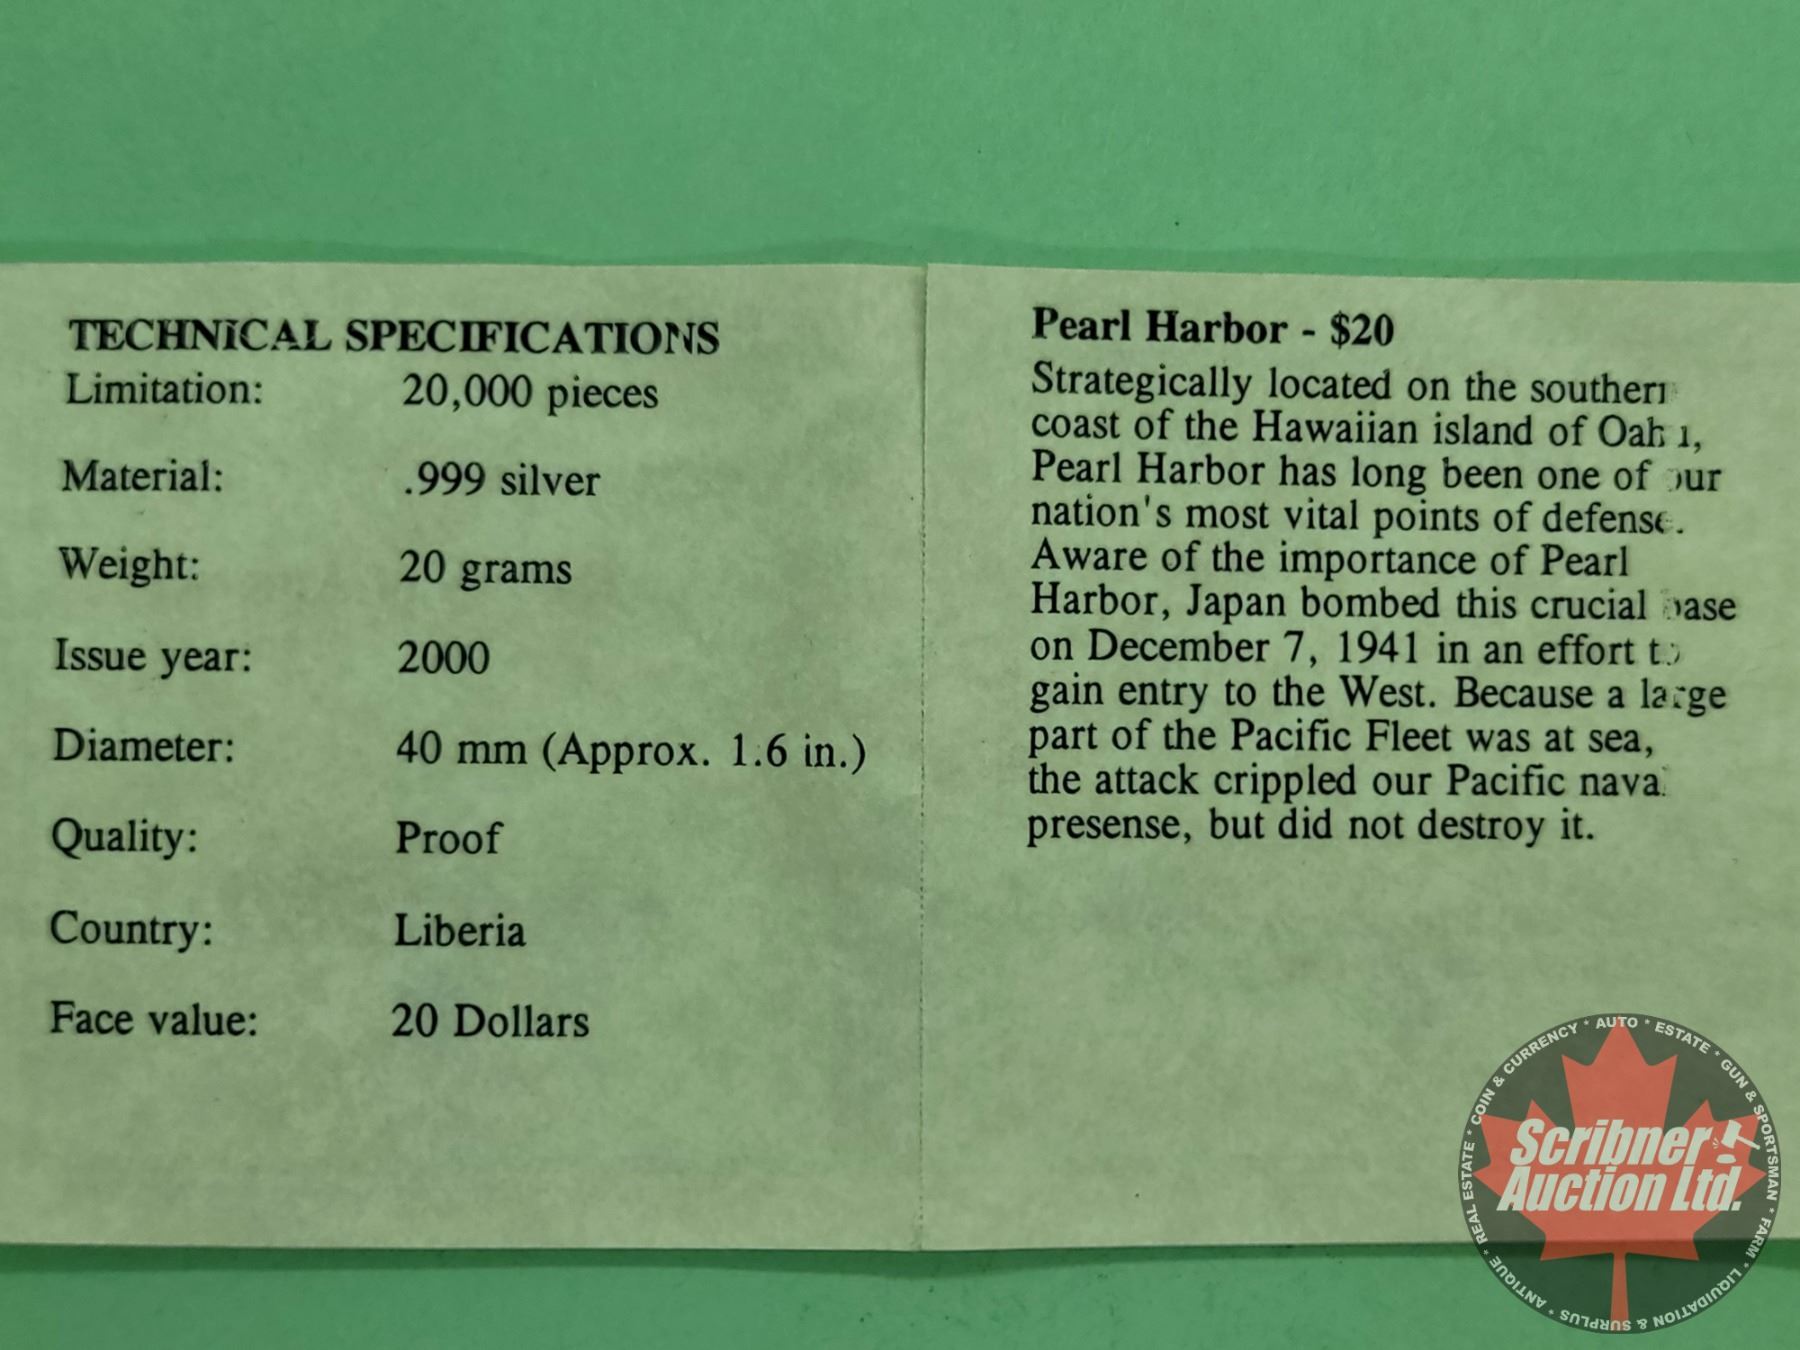 TECHNICAL SPECIFICATIONS
Limitation: 20,000 pieces
Material: .999 silver
Weight: 20 grams
Issue year: 2000
Diameter: 40 mm (Approx. 1.6 in.)
Quality: Proof
Country: Liberia
Face value: 20 Dollars
Pearl Harbor - $20
Strategically located on the southern
coast of the Hawaiian island of Oahu,
Pearl Harbor has long been one of our
nation's most vital points of defense.
Aware of the importance of Pearl
Harbor, Japan bombed this crucial base
on December 7, 1941 in an effort to
gain entry to the West. Because a large
part of the Pacific Fleet was at sea,
the attack crippled our Pacific naval
presense, but did not destroy it.
Scribner
Auction Ltd.
REAL ESTATE * COIN & CURRENCY * AUTO * ESTATE * GUN & SPORTSMAN * FARM * LIQUIDATION & SURPLUS * ANTIQUE *